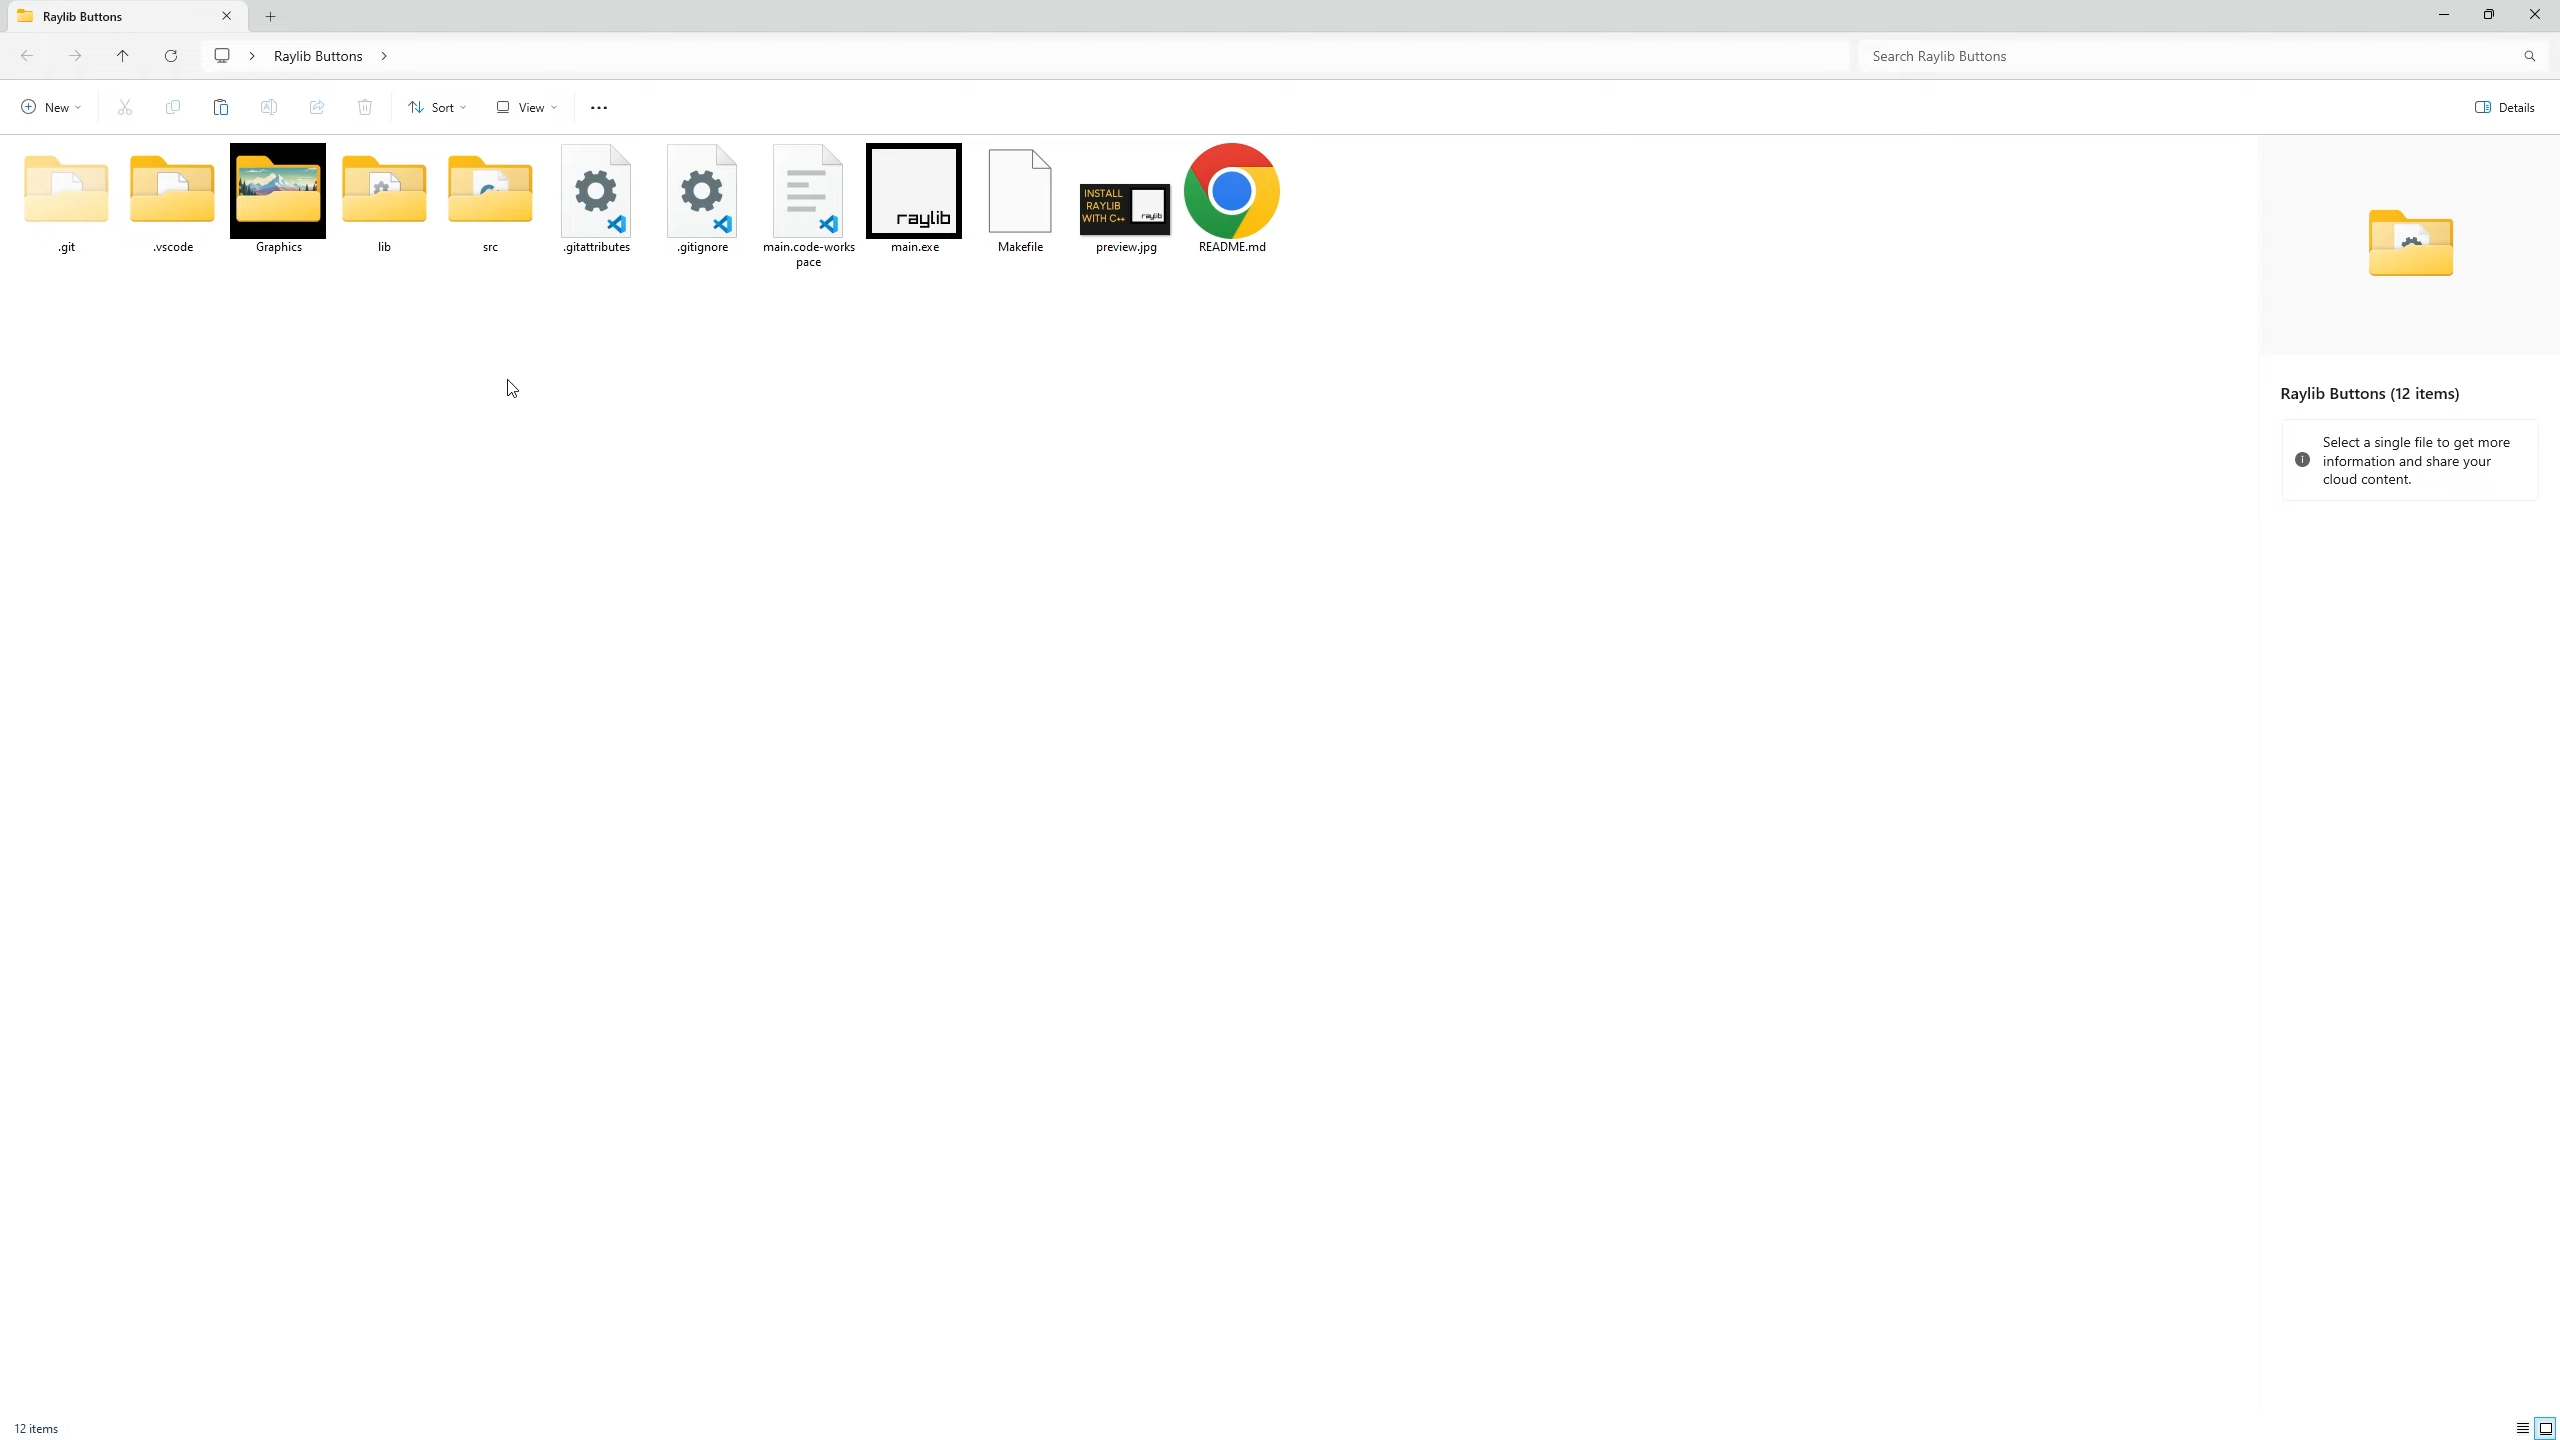 Raylib Buttons
Raylib Buttons
Search Raylib Buttons
New
Sort
View
Details
INSTALL
RAYLIB
WITH C++
raylib
raylib
.git
.vscode
Graphics
lib
src
.gitattributes
.gitignore
main.code-works
pace
main.exe
Makefile
preview.jpg
README.md
Raylib Buttons (12 items)
Select a single file to get more
information and share your
cloud content.
12 items